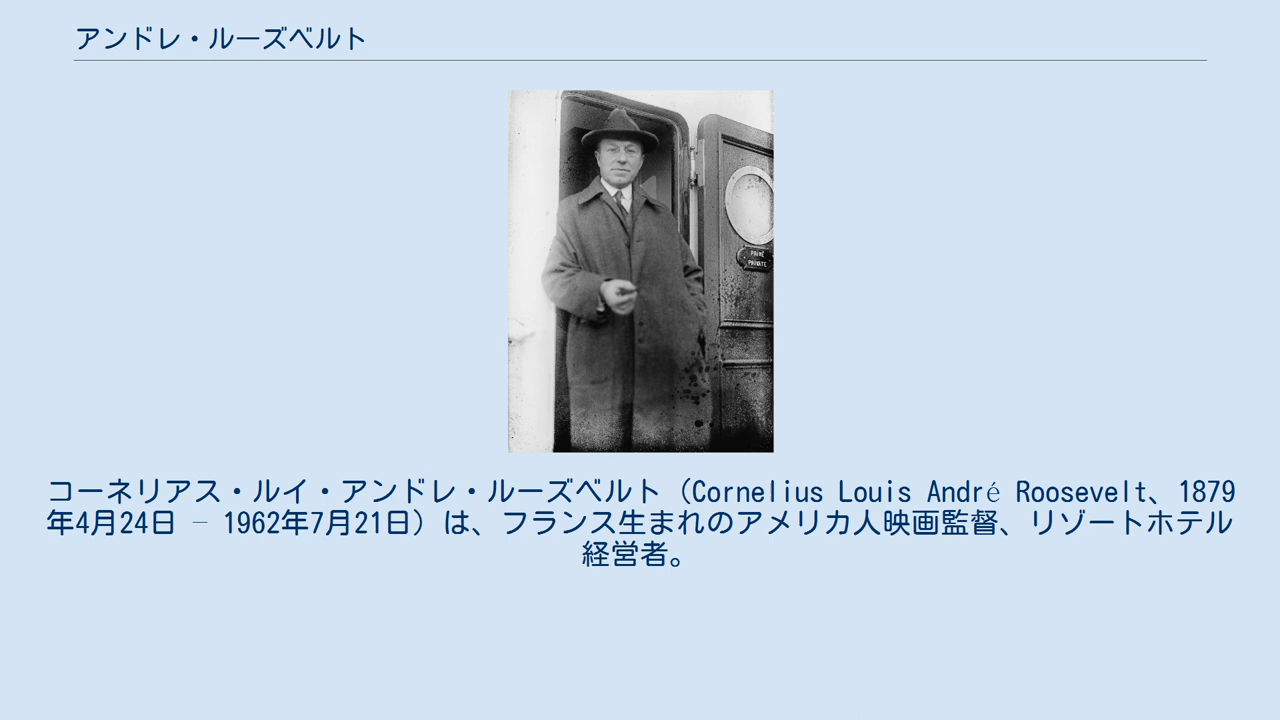 アンドレ・ルーズベルト
PRIVÉ
PRIVATE
コーネリアス・ルイ・アンドレ・ルーズベルト（Cornelius Louis André Roosevelt、1879
年4月24日 – 1962年7月21日）は、フランス生まれのアメリカ人映画監督、リゾートホテル
経営者。